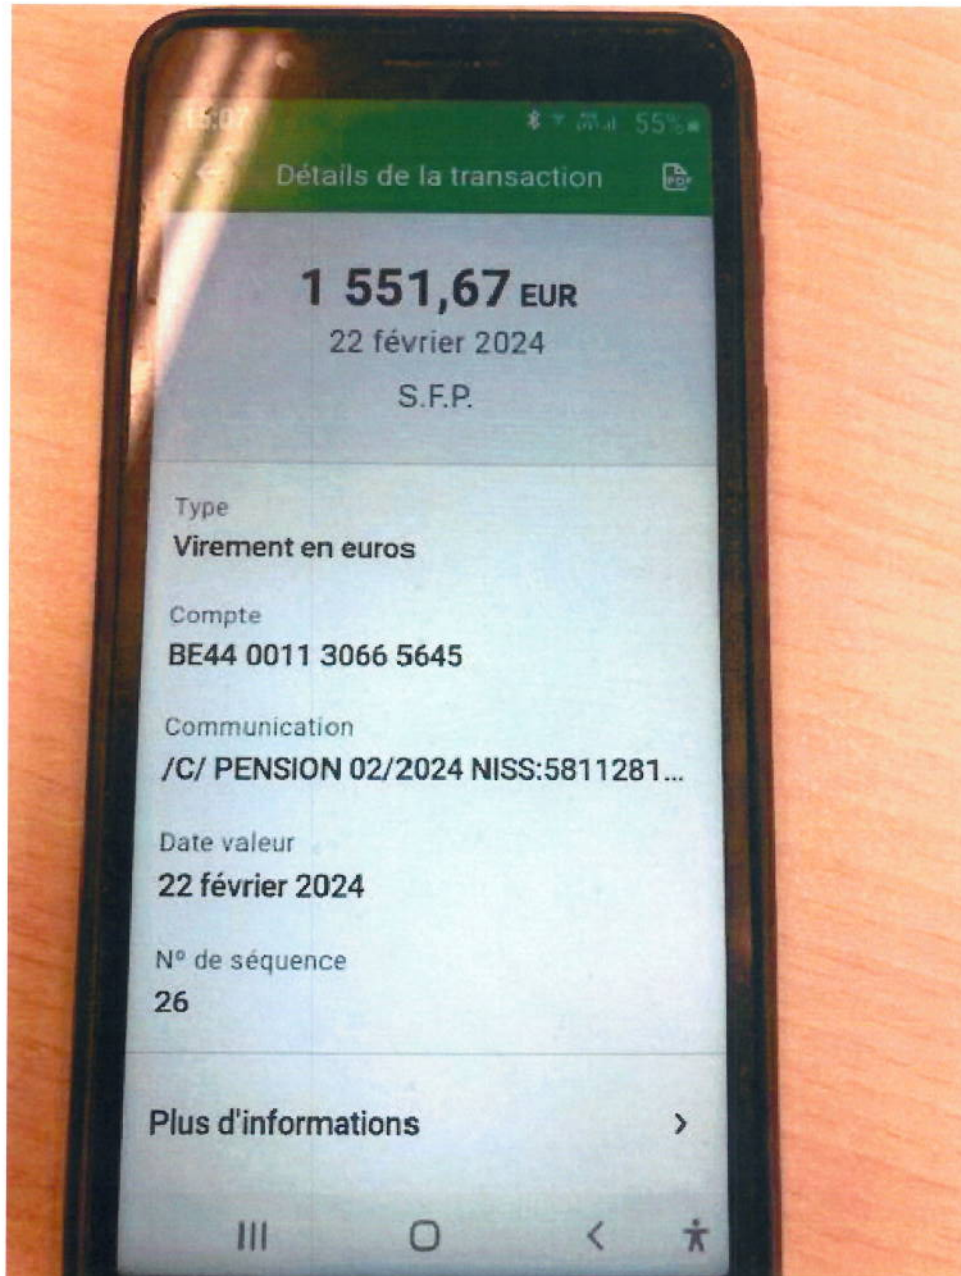 55%
Détails de la transaction
PDF
1 551,67 EUR
22 février 2024
S.F.P.
Type
Virement en euros
Compte
BE44 0011 3066 5645
Communication
/C/ PENSION 02/2024 NISS:5811281...
Date valeur
22 février 2024
N° de séquence
26
Plus d'informations